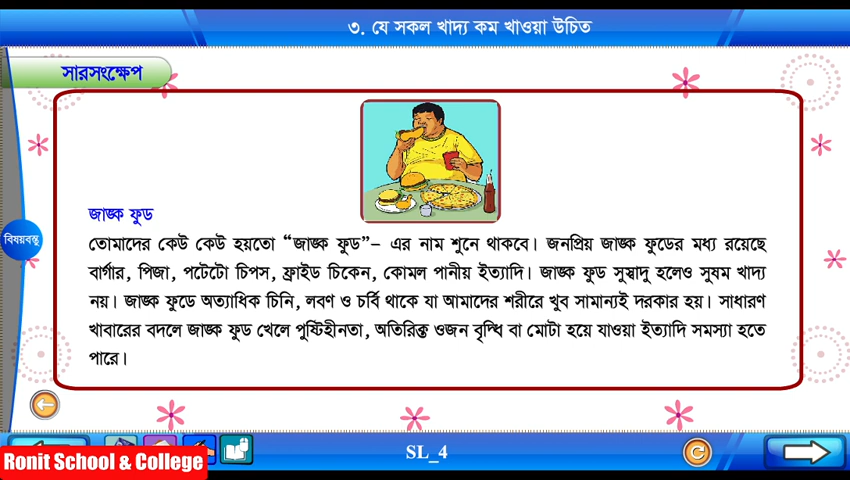 ৩. যে সকল খাদ্য কম খাওয়া উচিত
সারসংক্ষেপ
জাঙ্ক ফুড
বিষয়বস্তু
তোমাদের কেউ কেউ হয়তো “জাঙ্ক ফুড”– এর নাম শুনে থাকবে। জনপ্রিয় জাঙ্ক ফুডের মধ্য রয়েছে
বার্গার, পিজা, পটেটো চিপস, ফ্রাইড চিকেন, কোমল পানীয় ইত্যাদি। জাঙ্ক ফুড সুস্বাদু হলেও সুষম খাদ্য
নয়। জাঙ্ক ফুডে অত্যাধিক চিনি, লবণ ও চর্বি থাকে যা আমাদের শরীরে খুব সামান্যই দরকার হয়। সাধারণ
খাবারের বদলে জাঙ্ক ফুড খেলে পুষ্টিহীনতা, অতিরিক্ত ওজন বৃদ্ধি বা মোটা হয়ে যাওয়া ইত্যাদি সমস্যা হতে
পারে।
SL_4
Ronit School & College